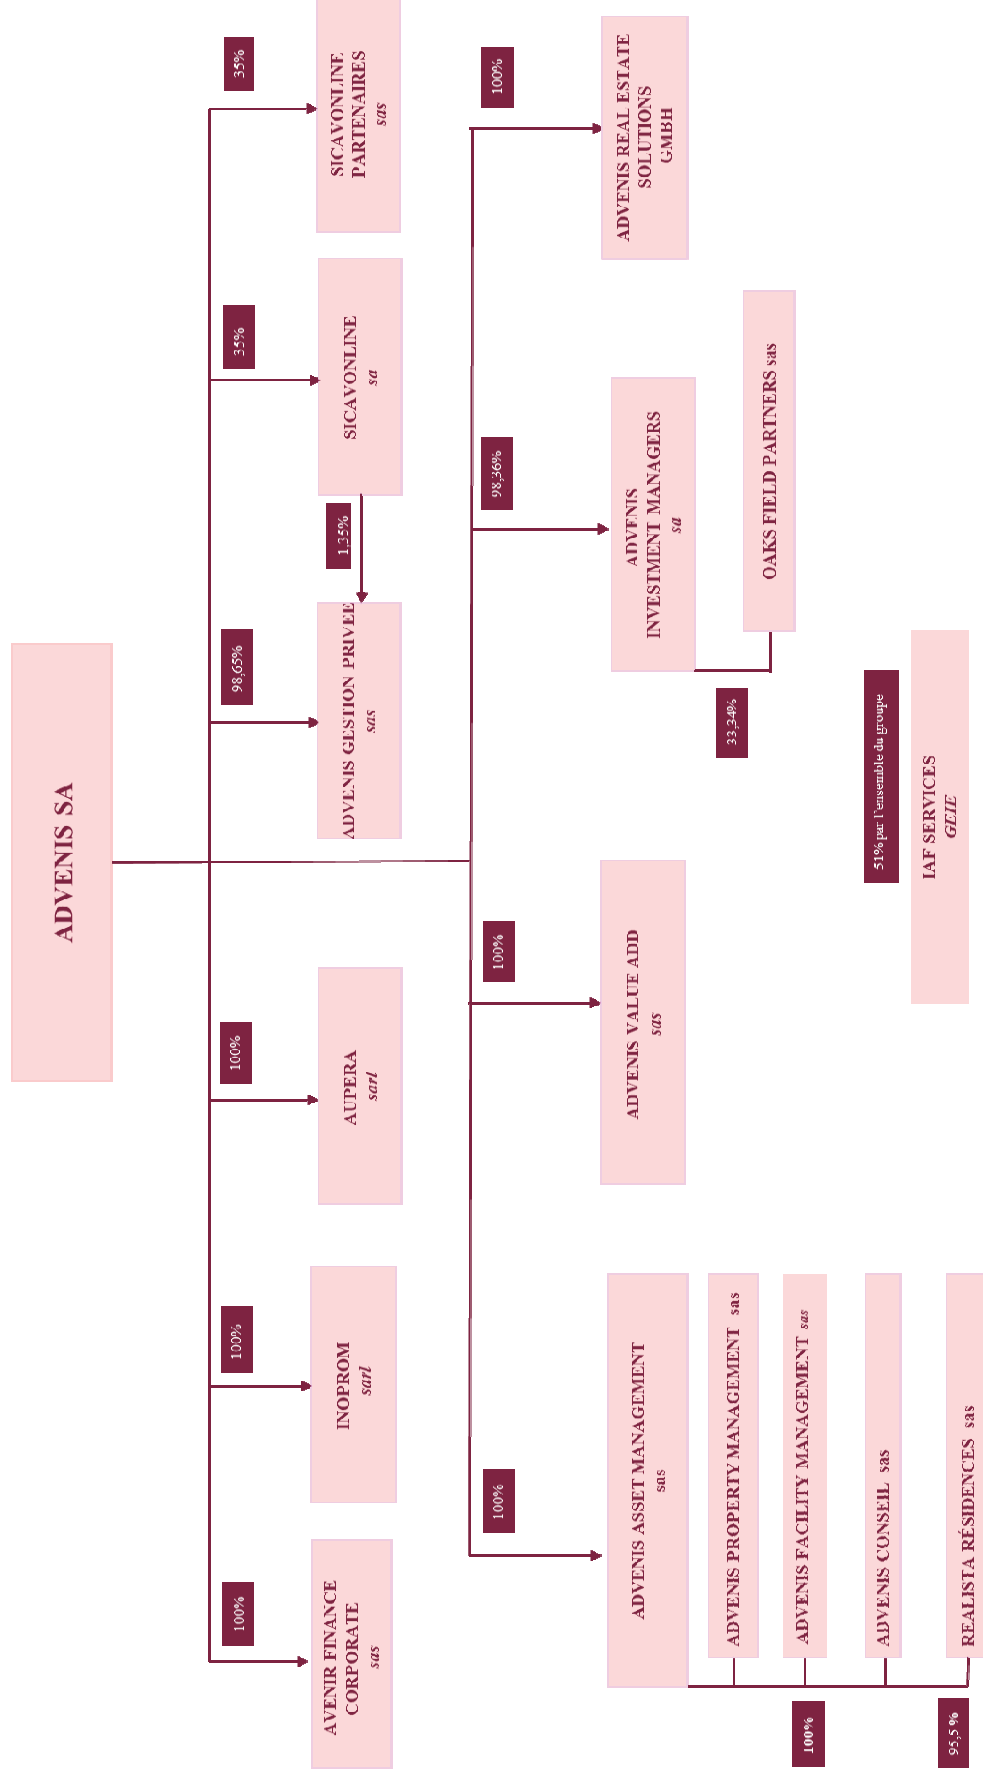 ADVENIS SA
100%
100%
100%
98,65%
35%
35%
AVENIR FINANCE
CORPORATE
sas
INOPROM
sarl
AUPERA
sarl
ADVENIS GESTION PRIVEE
sas
1,35%
SICAVONLINE
sa
SICAVONLINE
PARTENAIRES
sas
100%
100%
98,36%
100%
ADVENIS ASSET MANAGEMENT
sas
ADVENIS VALUE ADD
sas
ADVENIS
INVESTMENT MANAGERS
sa
ADVENIS REAL ESTATE
SOLUTIONS
GMBH
ADVENIS PROPERTY MANAGEMENT sas
33,34%
OAKS FIELD PARTNERS sas
100%
ADVENIS FACILITY MANAGEMENT sas
ADVENIS CONSEIL sas
51% par l'ensemble du groupe
IAF SERVICES
GEIE
95,5 %
REALISTA RÉSIDENCES sas